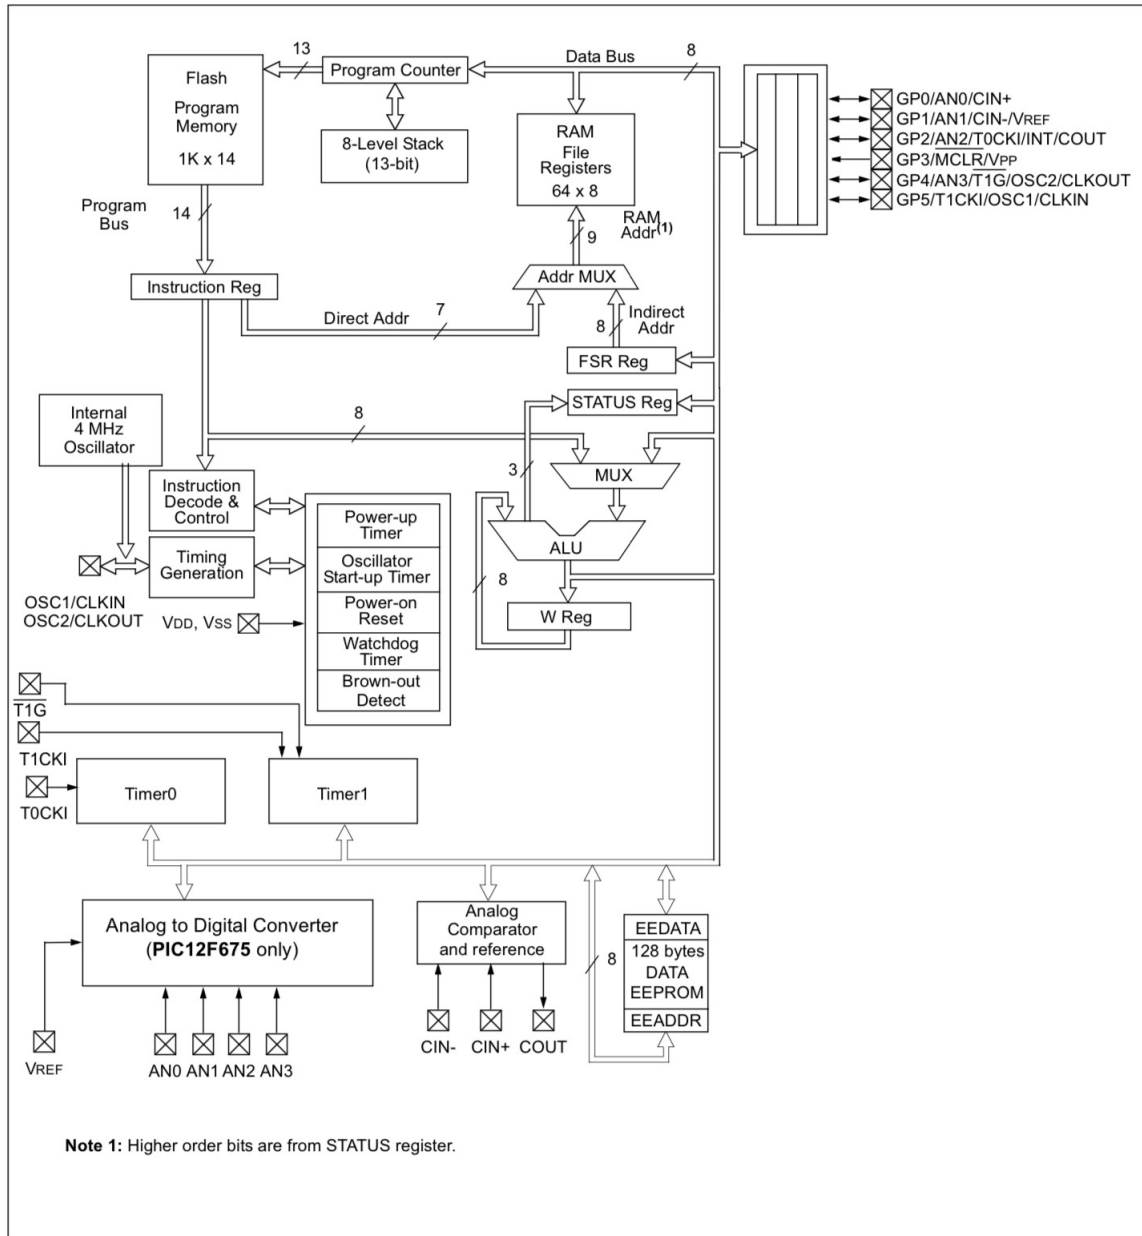 13
Data Bus
8
Flash
Program
Memory
1K x 14
Program Counter
8-Level Stack
(13-bit)
RAM
File
Registers
64 x 8
GP0/AN0/CIN+
GP1/AN1/CIN-/VREF
GP2/AN2/T0CKI/INT/COUT
GP3/MCLR/VPP
GP4/AN3/T1G/OSC2/CLKOUT
GP5/T1CKI/OSC1/CLKIN
Program
Bus
14
RAM
Addr(1)
9
Instruction Reg
Addr MUX
Direct Addr
7
Indirect
Addr
8
FSR Reg
STATUS Reg
Internal
4 MHz
Oscillator
8
3
MUX
Instruction
Decode &
Control
Power-up
Timer
ALU
Timing
Generation
Oscillator
Start-up Timer
8
OSC1/CLKIN
OSC2/CLKOUT
VDD, VSS
Power-on
Reset
W Reg
Watchdog
Timer
Brown-out
Detect
T1G
T1CKI
T0CKI
Timer0
Timer1
Analog to Digital Converter
(PIC12F675 only)
Analog
Comparator
and reference
8
EEDATA
128 bytes
DATA
EEPROM
EEADDR
VREF
AN0 AN1 AN2 AN3
CIN- CIN+ COUT
Note 1: Higher order bits are from STATUS register.